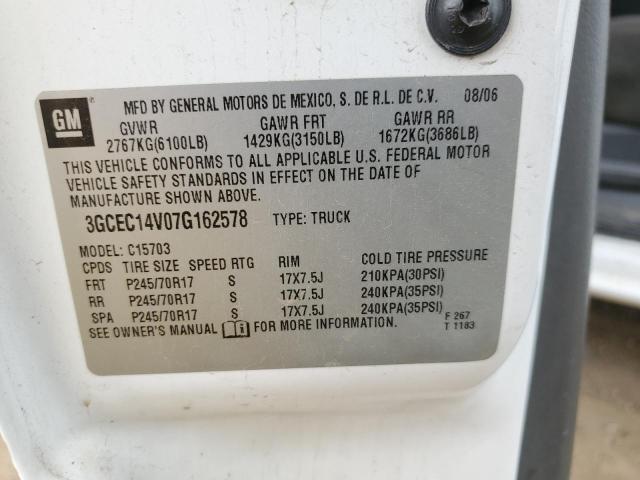 GM
MFD BY GENERAL MOTORS DE MEXICO, S. DE R.L. DE C.V. 08/06
GVWR GAWR FRT GAWR RR
2767KG(6100LB) 1429KG(3150LB) 1672KG(3686LB)
THIS VEHICLE CONFORMS TO ALL APPLICABLE U.S. FEDERAL MOTOR
VEHICLE SAFETY STANDARDS IN EFFECT ON THE DATE OF
MANUFACTURE SHOWN ABOVE.
3GCEC14V07G162578 TYPE: TRUCK
MODEL: C15703
CPDS TIRE SIZE SPEED RTG RIM COLD TIRE PRESSURE
FRT P245/70R17 S 17X7.5J 210KPA(30PSI)
RR P245/70R17 S 17X7.5J 240KPA(35PSI)
SPA P245/70R17 S 17X7.5J 240KPA(35PSI)
SEE OWNER'S MANUAL FOR MORE INFORMATION. F 267
T 1183